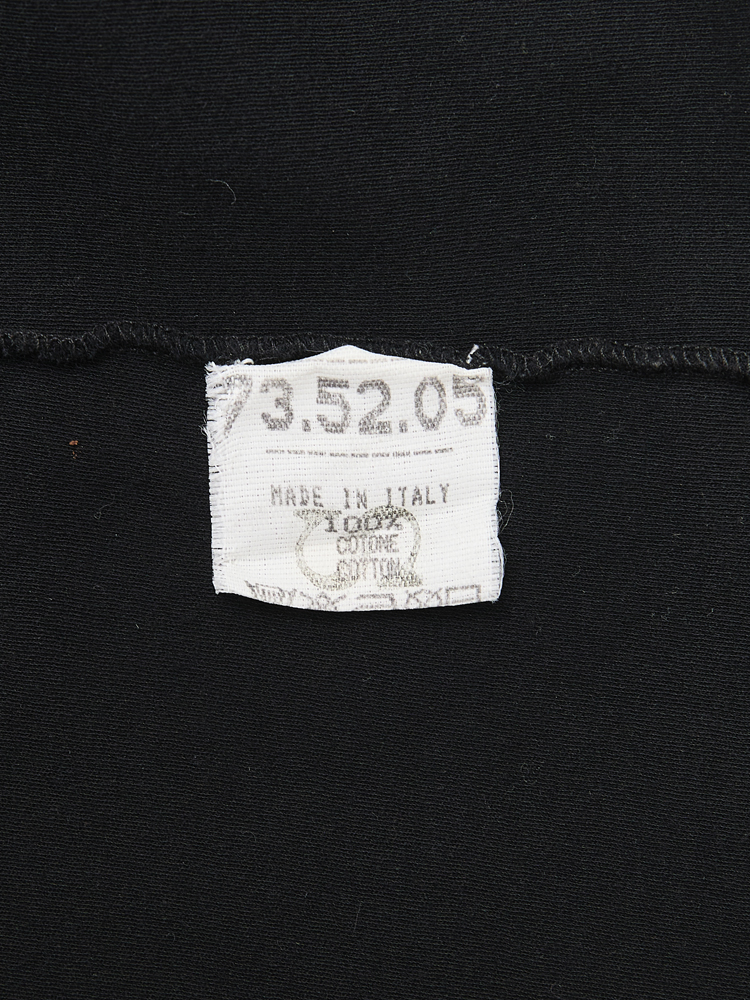 73.52.05
MADE IN ITALY
100%
COTONE
COTTON